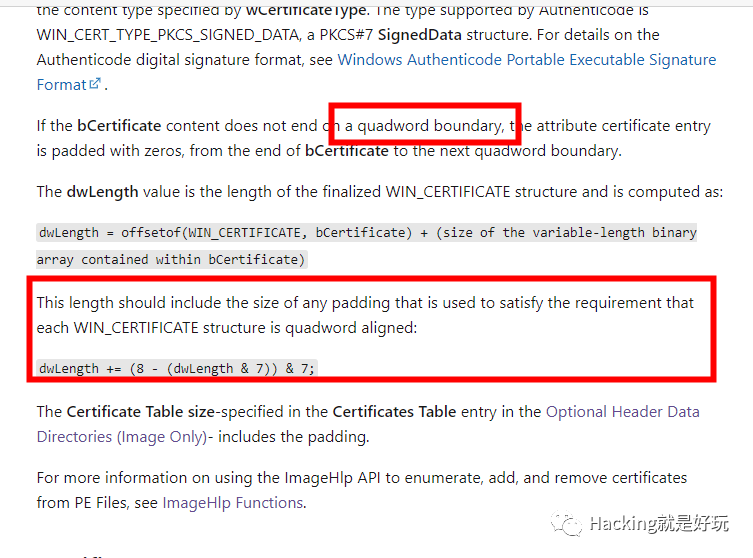 the content type specified by wCertificateType. The type supported by Authenticode is
WIN_CERT_TYPE_PKCS_SIGNED_DATA, a PKCS#7 SignedData structure. For details on the
Authenticode digital signature format, see Windows Authenticode Portable Executable Signature
Format.
If the bCertificate content does not end on a quadword boundary, the attribute certificate entry
is padded with zeros, from the end of bCertificate to the next quadword boundary.
The dwLength value is the length of the finalized WIN_CERTIFICATE structure and is computed as:
dwLength = offsetof(WIN_CERTIFICATE, bCertificate) + (size of the variable-length binary
array contained within bCertificate)
This length should include the size of any padding that is used to satisfy the requirement that
each WIN_CERTIFICATE structure is quadword aligned:
dwLength += (8 - (dwLength & 7)) & 7;
The Certificate Table size-specified in the Certificates Table entry in the Optional Header Data
Directories (Image Only)- includes the padding.
For more information on using the ImageHlp API to enumerate, add, and remove certificates
from PE Files, see ImageHlp Functions.
Hacking就是好玩